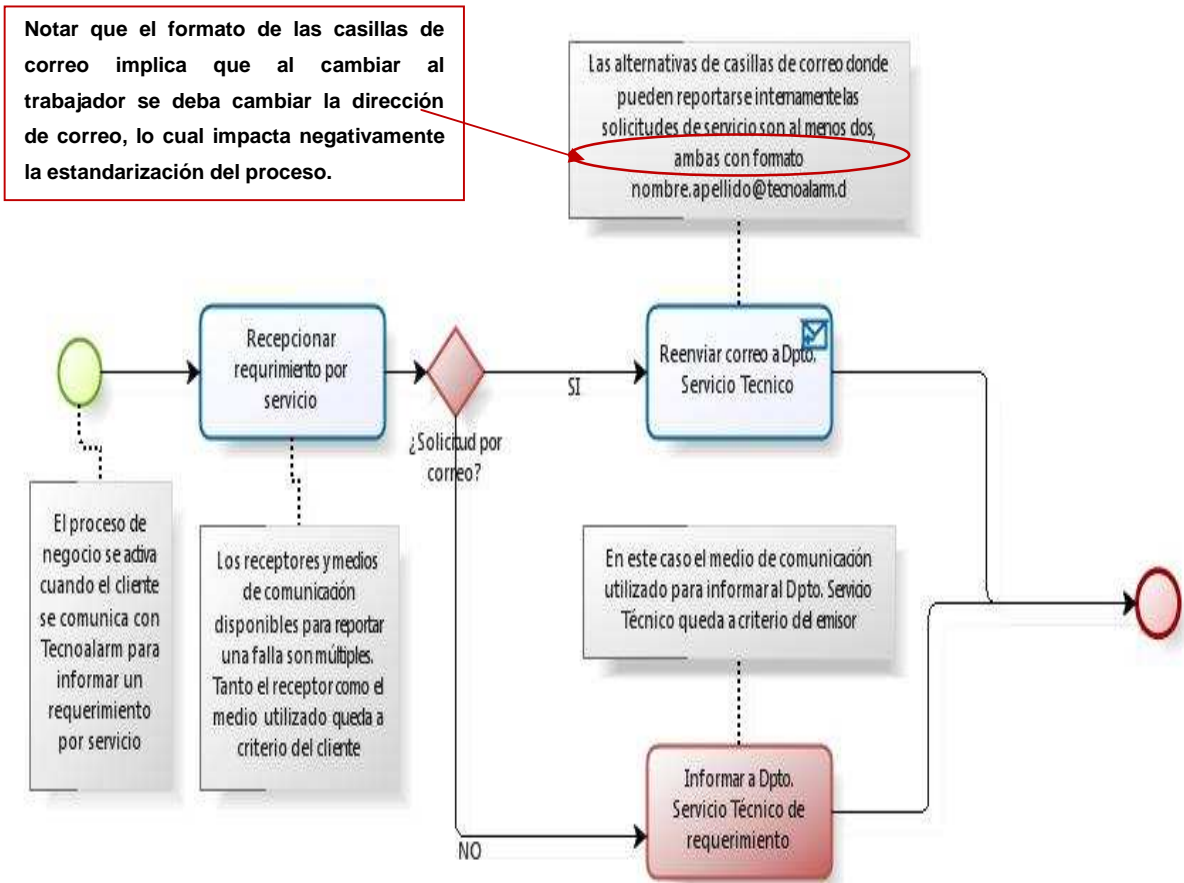 Notar que el formato de las casillas de
correo implica que al cambiar al
trabajador se deba cambiar la dirección
de correo, lo cual impacta negativamente
la estandarización del proceso.
Las alternativas de casillas de correo donde
pueden reportarse internamente las
solicitudes de servicio son al menos dos,
ambas con formato
nombre.apellido@tecnoalarm.cl
Recepcionar
requrimiento por
servicio
¿Solicitud por
correo?
SI
Reenviar correo a Dpto.
Servicio Tecnico
El proceso de
negocio se activa
cuando el cliente
se comunica con
Tecnoalarm para
informar un
requerimiento
por servicio
Los receptores y medios
de comunicación
disponibles para reportar
una falla son múltiples.
Tanto el receptor como el
medio utilizado queda a
criterio del cliente
En este caso el medio de comunicación
utilizado para informar al Dpto. Servicio
Técnico queda a criterio del emisor
NO
Informar a Dpto.
Servicio Técnico de
requerimiento